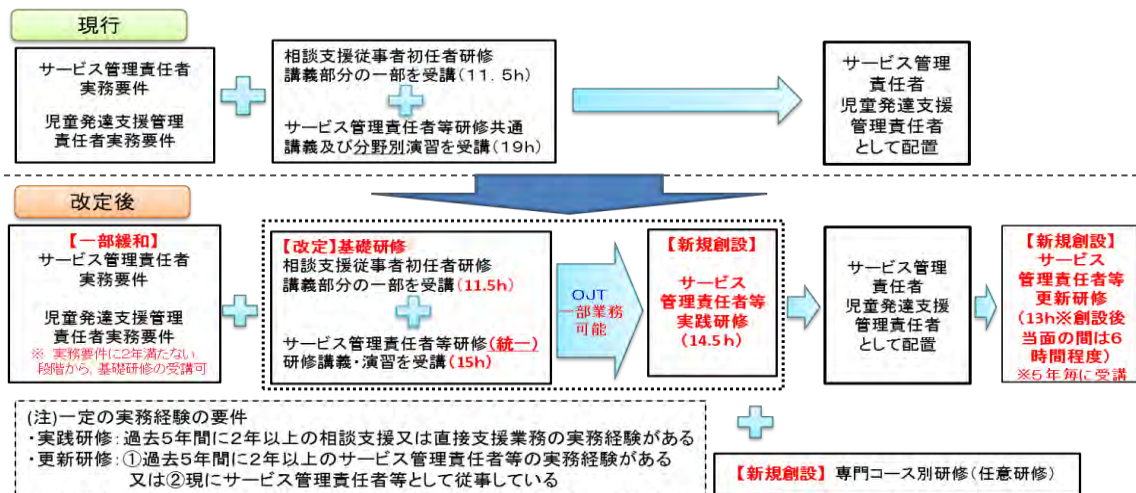 現行
サービス管理責任者
実務要件
児童発達支援管理
責任者実務要件
相談支援従事者初任者研修
講義部分の一部を受講(11.5h)
サービス管理責任者等研修共通
講義及び分野別演習を受講(19h)
サービス管理
責任者
児童発達支援
管理責任者
として配置
改定後
【一部緩和】
サービス管理責任者
実務要件
児童発達支援管理
責任者実務要件
※ 実務要件に2年満たない
段階から、基礎研修の受講可
【改定】基礎研修
相談支援従事者初任者研修
講義部分の一部を受講(11.5h)
サービス管理責任者等研修(統一)
研修講義・演習を受講(15h)
OJT
一部業務
可能
【新規創設】
サービス
管理責任者等
実践研修
(14.5h)
サービス管理
責任者
児童発達支援
管理責任者
として配置
【新規創設】
サービス
管理責任者等
更新研修
(13h※創設後
当面の間は6
時間程度)
※5年毎に受講
(注)一定の実務経験の要件
・実践研修:過去5年間に2年以上の相談支援又は直接支援業務の実務経験がある
・更新研修:①過去5年間に2年以上のサービス管理責任者等の実務経験がある
又は②現にサービス管理責任者等として従事している
【新規創設】専門コース別研修(任意研修)